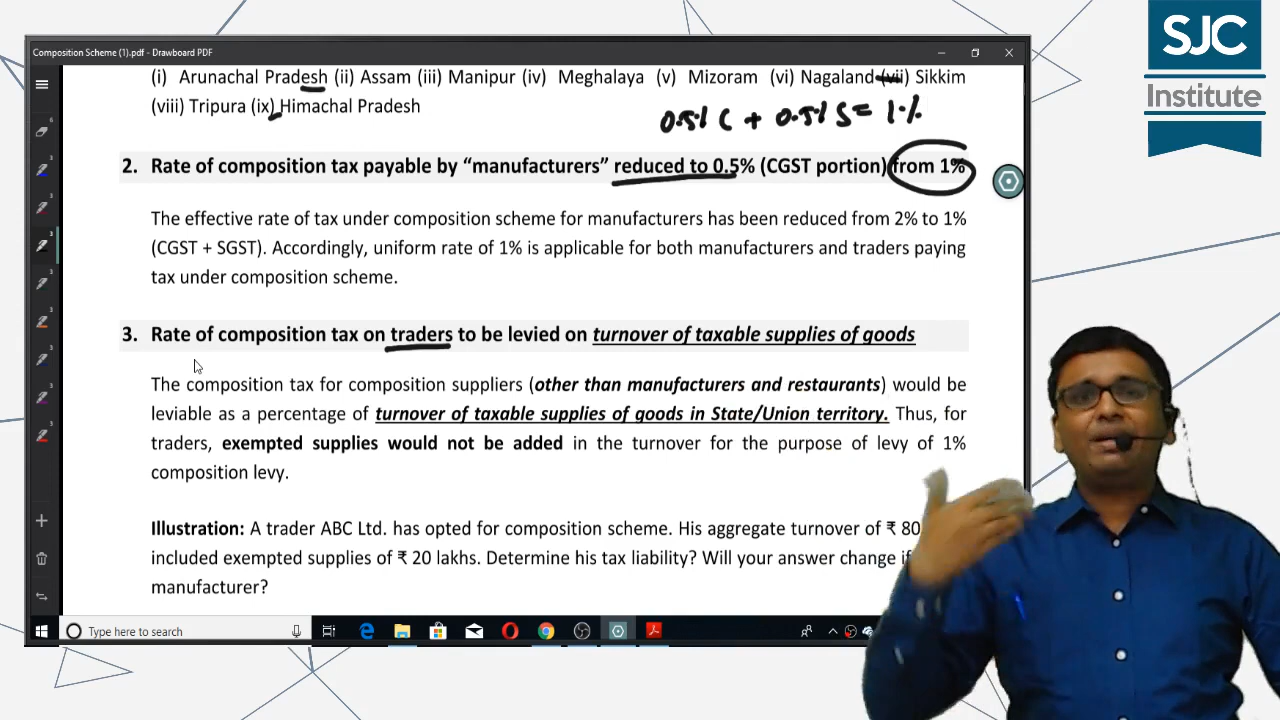 SJC
Institute
Composition Scheme (1).pdf - Drawboard PDF
(i) Arunachal Pradesh (ii) Assam (iii) Manipur (iv) Meghalaya (v) Mizoram (vi) Nagaland (vii) Sikkim
(viii) Tripura (ix) Himachal Pradesh
0.5% C + 0.5% S = 1%
2. Rate of composition tax payable by “manufacturers” reduced to 0.5% (CGST portion) from 1%
The effective rate of tax under composition scheme for manufacturers has been reduced from 2% to 1%
(CGST + SGST). Accordingly, uniform rate of 1% is applicable for both manufacturers and traders paying
tax under composition scheme.
3. Rate of composition tax on traders to be levied on turnover of taxable supplies of goods
The composition tax for composition suppliers (other than manufacturers and restaurants) would be
leviable as a percentage of turnover of taxable supplies of goods in State/Union territory. Thus, for
traders, exempted supplies would not be added in the turnover for the purpose of levy of 1%
composition levy.
Illustration: A trader ABC Ltd. has opted for composition scheme. His aggregate turnover of ₹ 80
included exempted supplies of ₹ 20 lakhs. Determine his tax liability? Will your answer change if
manufacturer?
Type here to search